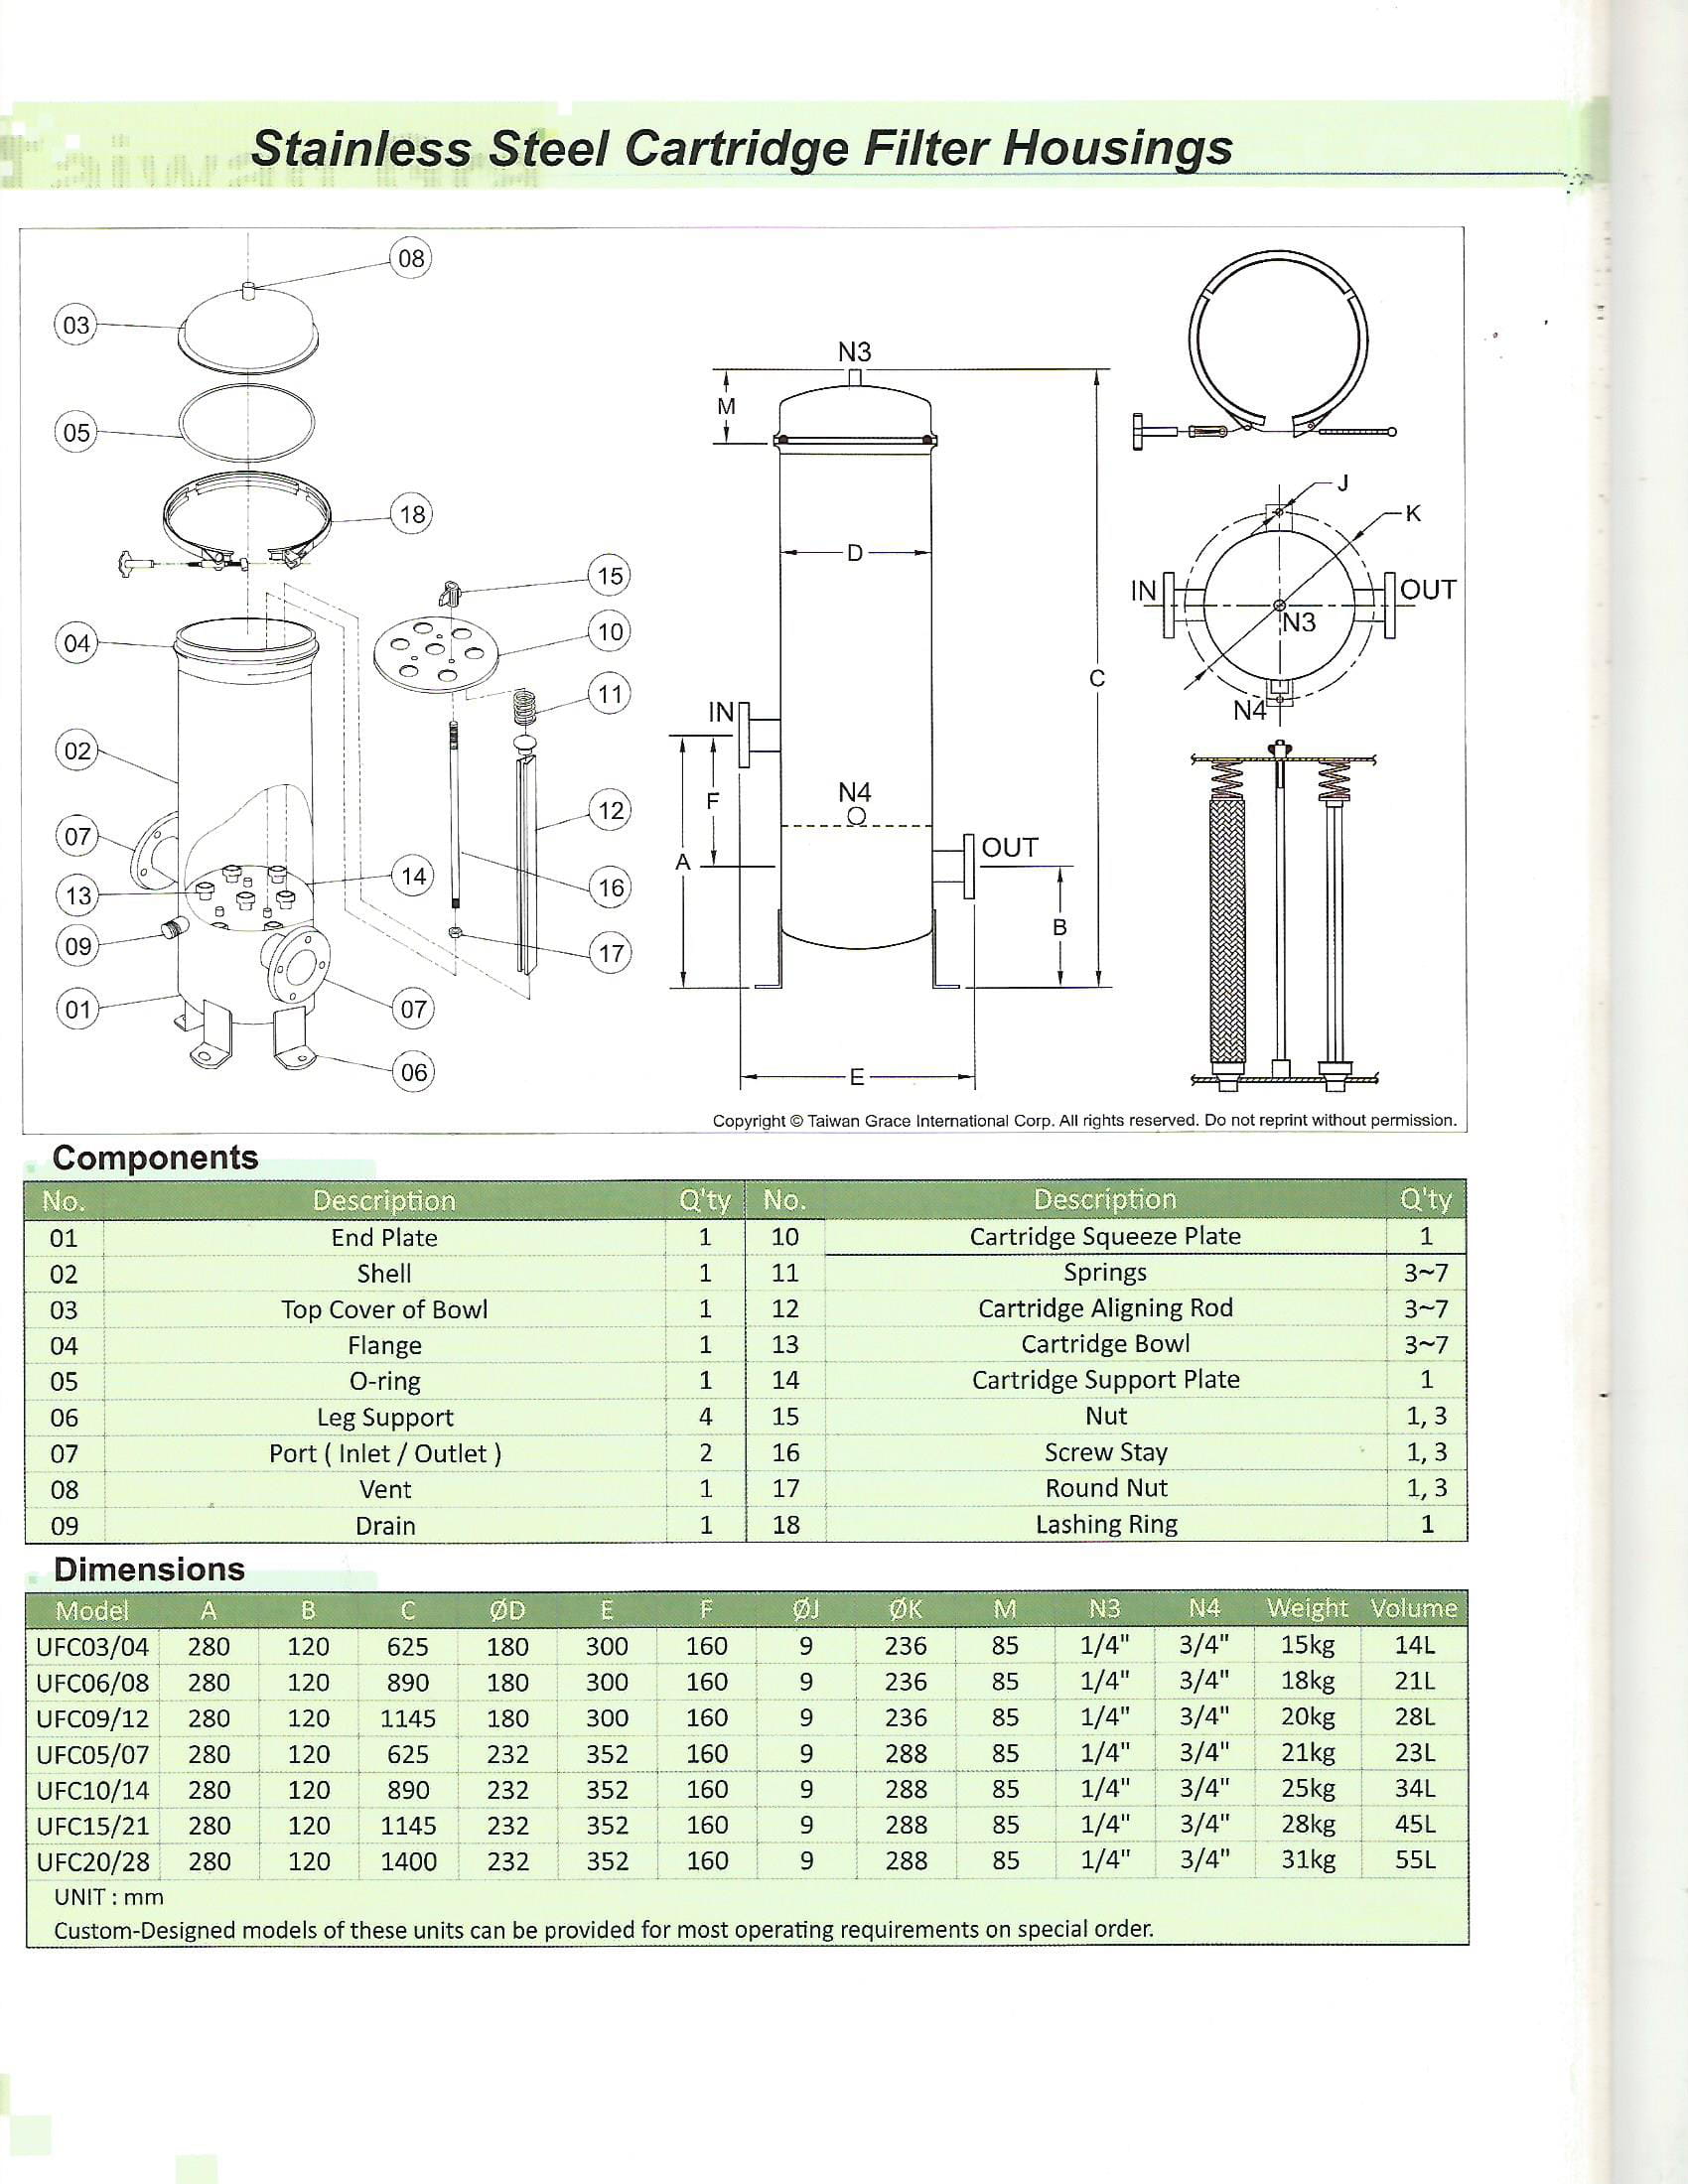 Stainless Steel Cartridge Filter Housings
08
03
05
18
15
10
04
11
02
12
07
14
13
16
09
17
01
07
06
N3
M
D
C
IN
F
N4
A
OUT
B
E
J
K
IN
OUT
N3
N4
Copyright © Taiwan Grace International Corp. All rights reserved. Do not reprint without permission.
Components
No. Description Q'ty No. Description Q'ty
01 End Plate 1 10 Cartridge Squeeze Plate 1
02 Shell 1 11 Springs 3~7
03 Top Cover of Bowl 1 12 Cartridge Aligning Rod 3~7
04 Flange 1 13 Cartridge Bowl 3~7
05 O-ring 1 14 Cartridge Support Plate 1
06 Leg Support 4 15 Nut 1, 3
07 Port ( Inlet / Outlet ) 2 16 Screw Stay 1, 3
08 Vent 1 17 Round Nut 1, 3
09 Drain 1 18 Lashing Ring 1
Dimensions
Model A B C ØD E F ØJ ØK M N3 N4 Weight Volume
UFC03/04 280 120 625 180 300 160 9 236 85 1/4" 3/4" 15kg 14L
UFC06/08 280 120 890 180 300 160 9 236 85 1/4" 3/4" 18kg 21L
UFC09/12 280 120 1145 180 300 160 9 236 85 1/4" 3/4" 20kg 28L
UFC05/07 280 120 625 232 352 160 9 288 85 1/4" 3/4" 21kg 23L
UFC10/14 280 120 890 232 352 160 9 288 85 1/4" 3/4" 25kg 34L
UFC15/21 280 120 1145 232 352 160 9 288 85 1/4" 3/4" 28kg 45L
UFC20/28 280 120 1400 232 352 160 9 288 85 1/4" 3/4" 31kg 55L
UNIT : mm
Custom-Designed models of these units can be provided for most operating requirements on special order.